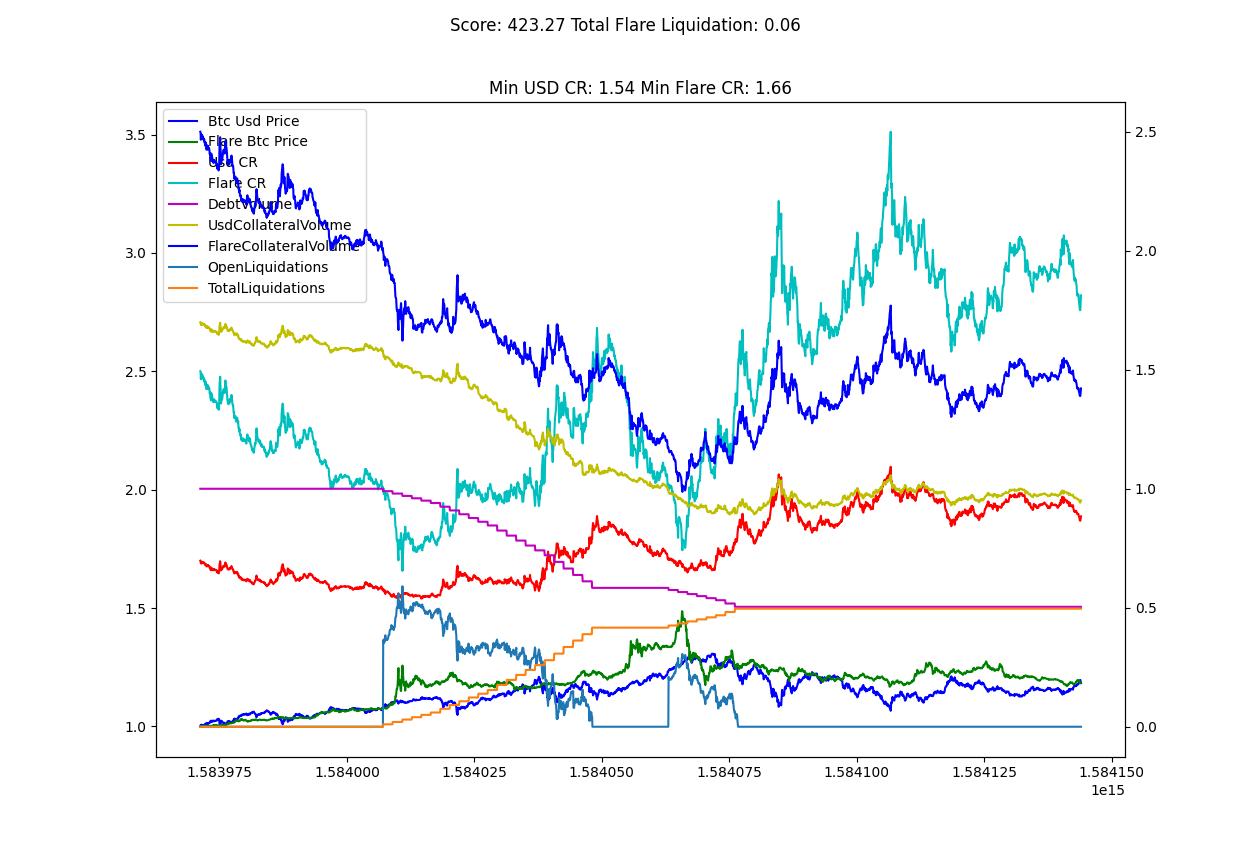 Score: 423.27 Total Flare Liquidation: 0.06
Min USD CR: 1.54 Min Flare CR: 1.66
Btc Usd Price
Flare Btc Price
Usd CR
Flare CR
DebtVolume
UsdCollateralVolume
FlareCollateralVolume
OpenLiquidations
TotalLiquidations
3.5
3.0
2.5
2.0
1.5
1.0
2.5
2.0
1.5
1.0
0.5
0.0
1.583975 1.584000 1.584025 1.584050 1.584075 1.584100 1.584125 1.584150
1e15